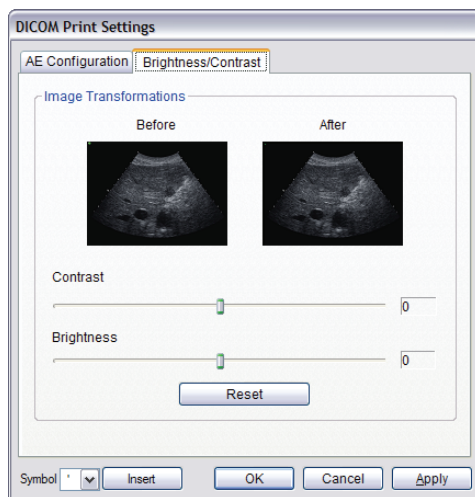 DICOM Print Settings
AE Configuration Brightness/Contrast
Image Transformations
Before After
Contrast
0
Brightness
0
Reset
Symbol Insert OK Cancel Apply